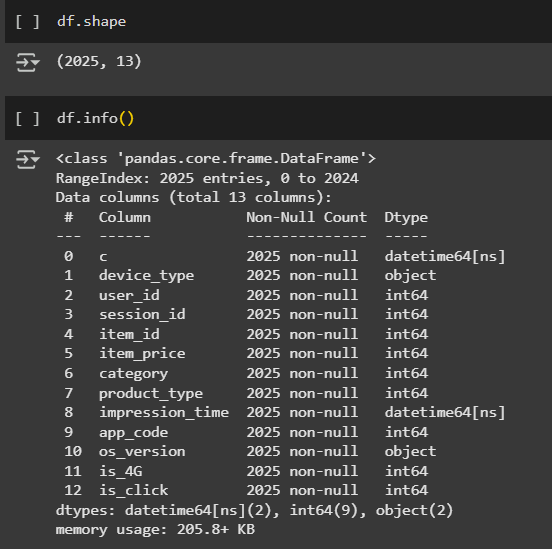 [ ] df.shape
(2025, 13)
[ ] df.info()
<class 'pandas.core.frame.DataFrame'>
RangeIndex: 2025 entries, 0 to 2024
Data columns (total 13 columns):
 #   Column           Non-Null Count  Dtype
---  ------           --------------  -----
 0   c                2025 non-null   datetime64[ns]
 1   device_type      2025 non-null   object
 2   user_id          2025 non-null   int64
 3   session_id       2025 non-null   int64
 4   item_id          2025 non-null   int64
 5   item_price       2025 non-null   int64
 6   category         2025 non-null   int64
 7   product_type     2025 non-null   int64
 8   impression_time  2025 non-null   datetime64[ns]
 9   app_code         2025 non-null   int64
 10  os_version       2025 non-null   object
 11  is_4G            2025 non-null   int64
 12  is_click         2025 non-null   int64
dtypes: datetime64[ns](2), int64(9), object(2)
memory usage: 205.8+ KB